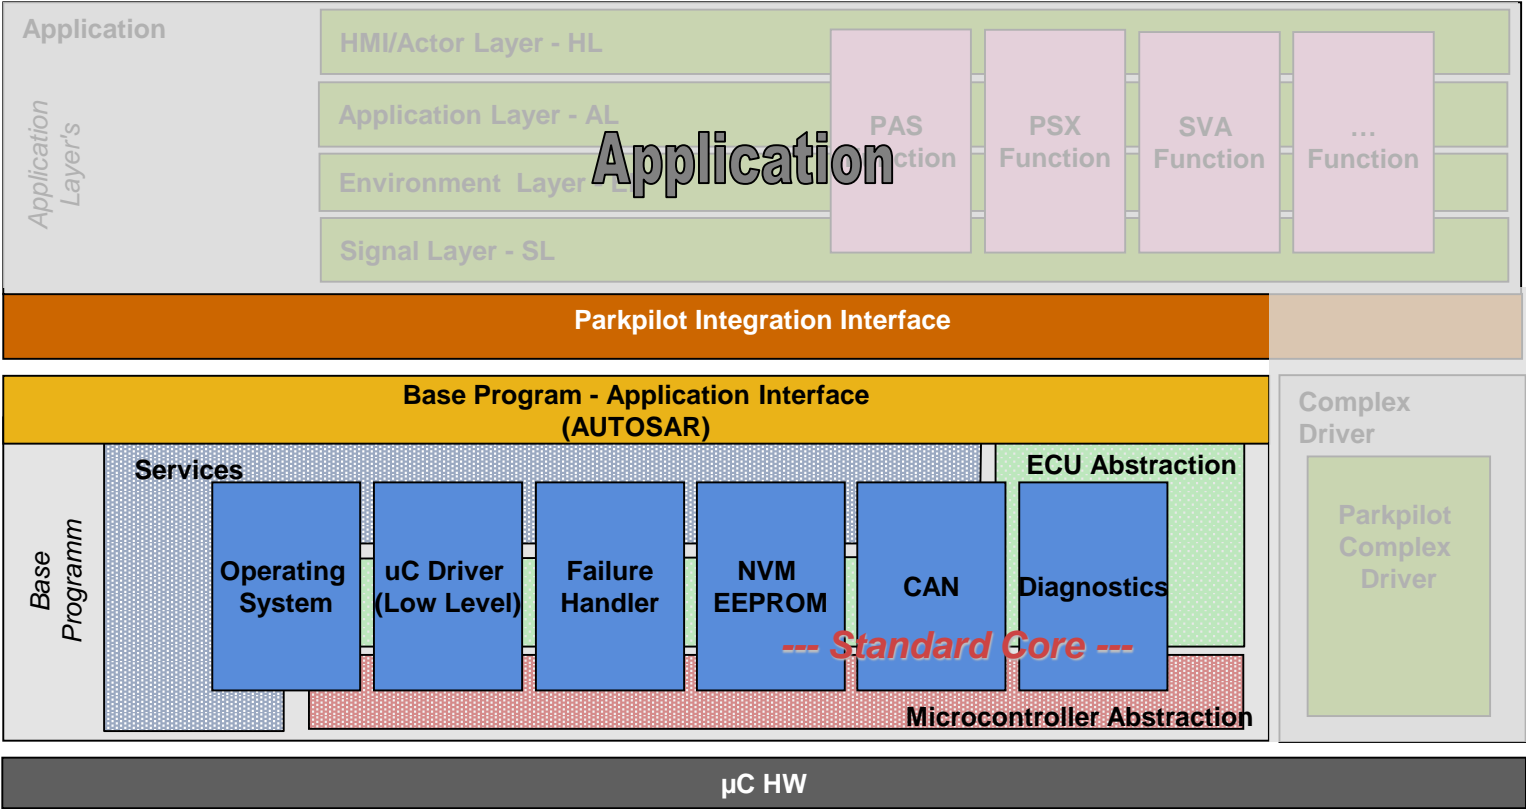 Application
Application
Layer's
HMI/Actor Layer - HL
Application Layer - AL
Environment Layer - E
Signal Layer - SL
Application
PAS
ction
PSX
Function
SVA
Function
...
Function
Parkpilot Integration Interface
Base Program - Application Interface
(AUTOSAR)
Base
Programm
Services
ECU Abstraction
Operating
System
uC Driver
(Low Level)
Failure
Handler
NVM
EEPROM
CAN
Diagnostics
--- Standard Core ---
Microcontroller Abstraction
Complex
Driver
Parkpilot
Complex
Driver
µC HW